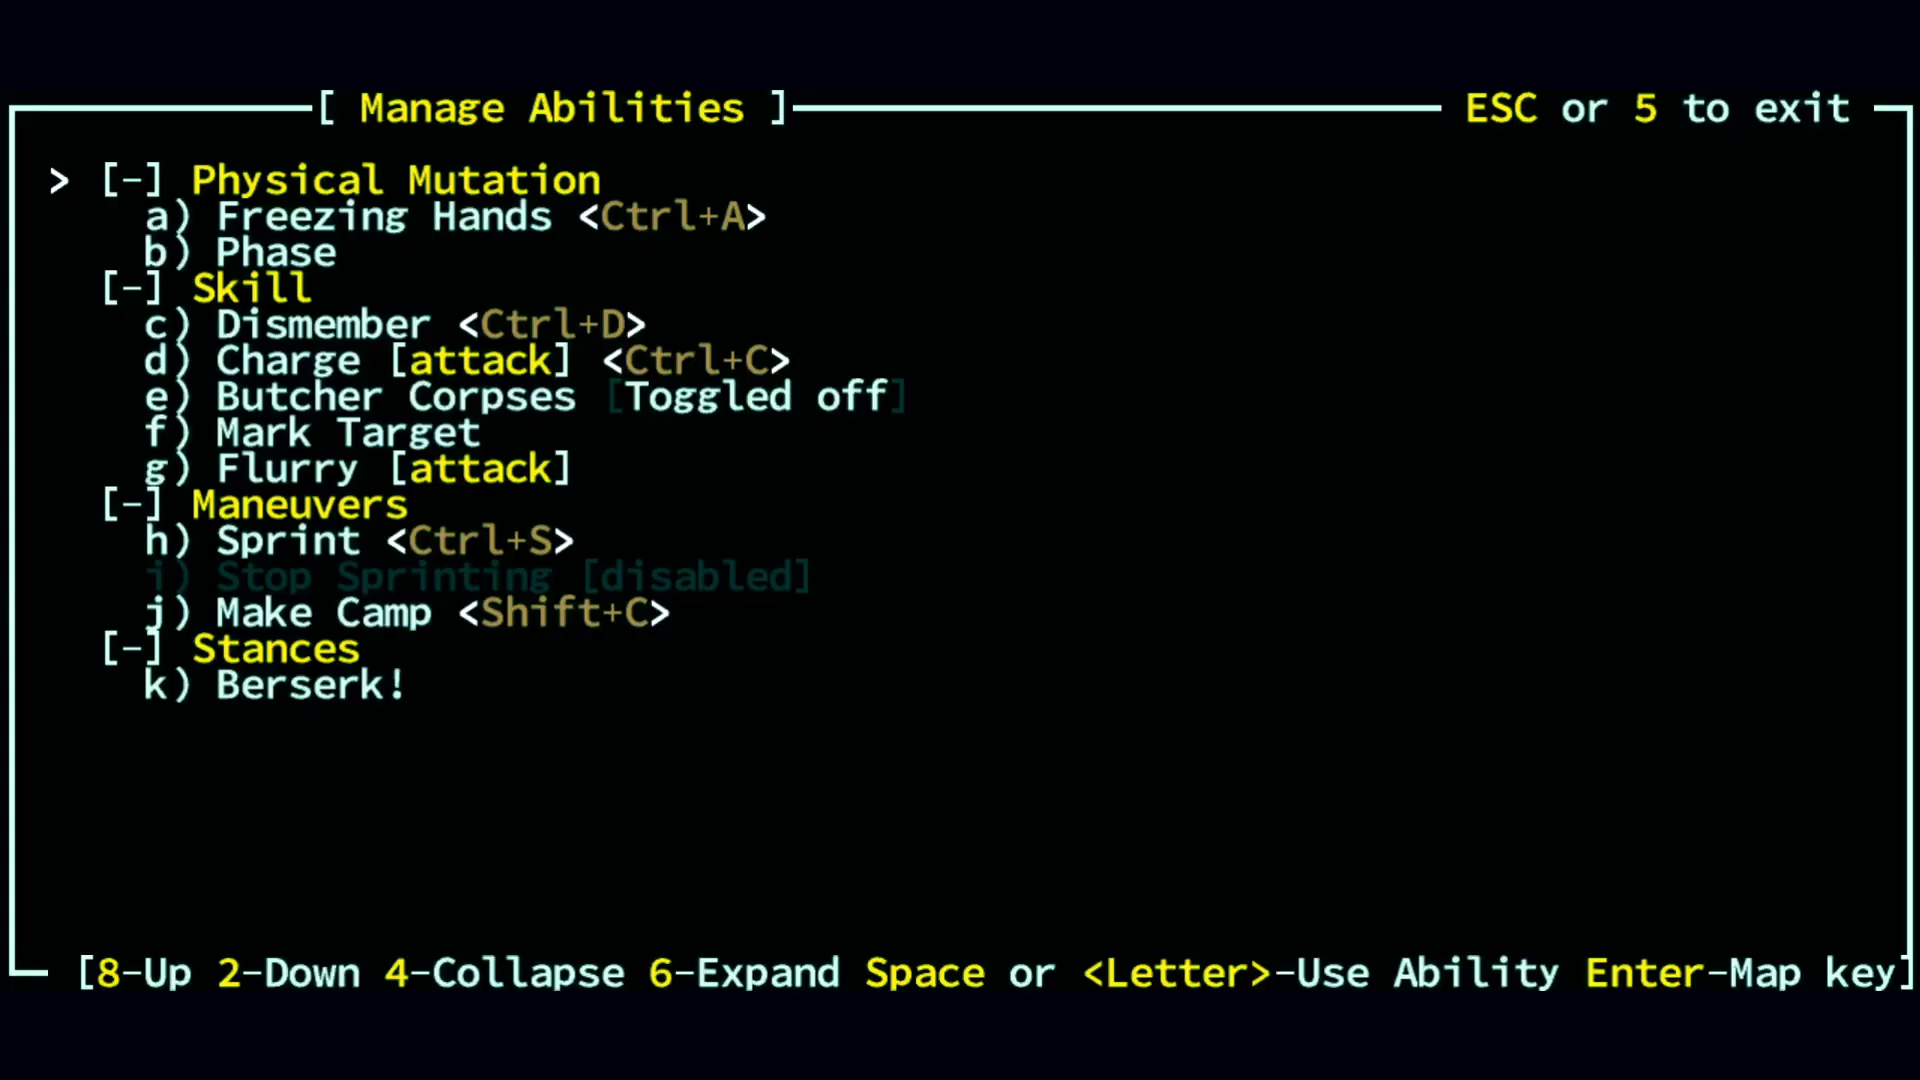 [ Manage Abilities ] ESC or 5 to exit
> [-] Physical Mutation
a) Freezing Hands <Ctrl+A>
b) Phase
[-] Skill
c) Dismember <Ctrl+D>
d) Charge [attack] <Ctrl+C>
e) Butcher Corpses [Toggled off]
f) Mark Target
g) Flurry [attack]
[-] Maneuvers
h) Sprint <Ctrl+S>
i) Stop Sprinting [disabled]
j) Make Camp <Shift+C>
[-] Stances
k) Berserk!
[8-Up 2-Down 4-Collapse 6-Expand Space or <Letter>-Use Ability Enter-Map key]